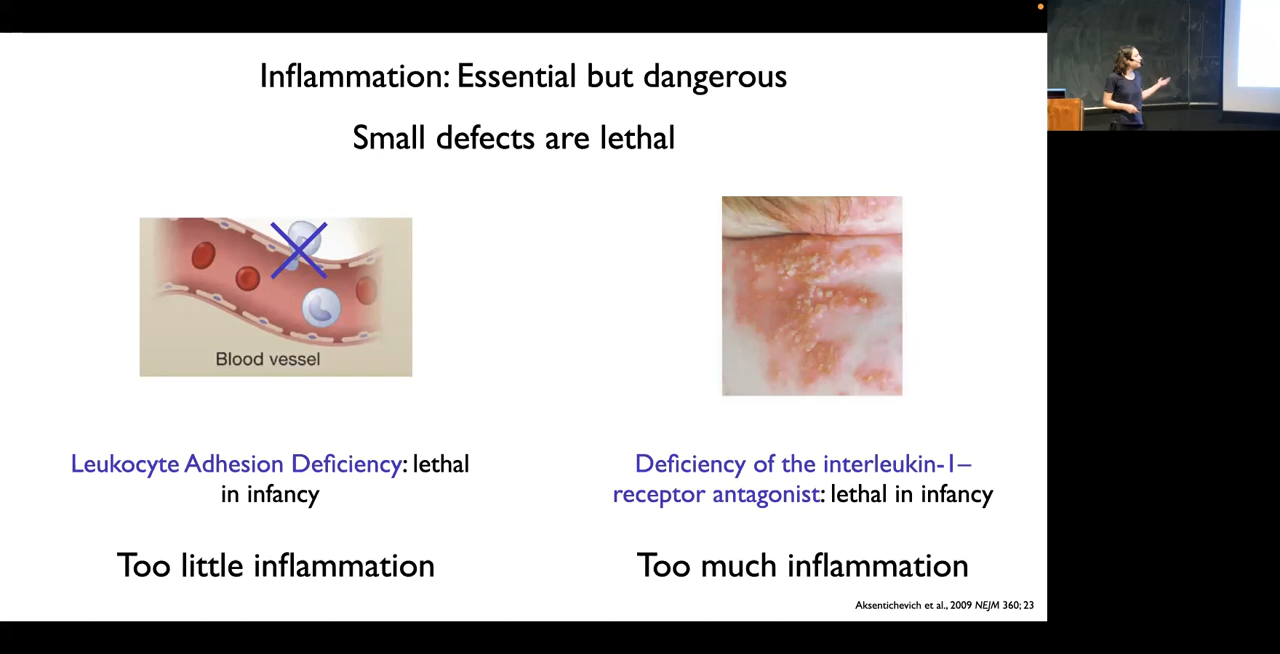 Inflammation: Essential but dangerous
Small defects are lethal
Blood vessel
Leukocyte Adhesion Deficiency: lethal
in infancy
Too little inflammation
Deficiency of the interleukin-1–
receptor antagonist: lethal in infancy
Too much inflammation
Aksentichevich et al., 2009 NEJM 360; 23